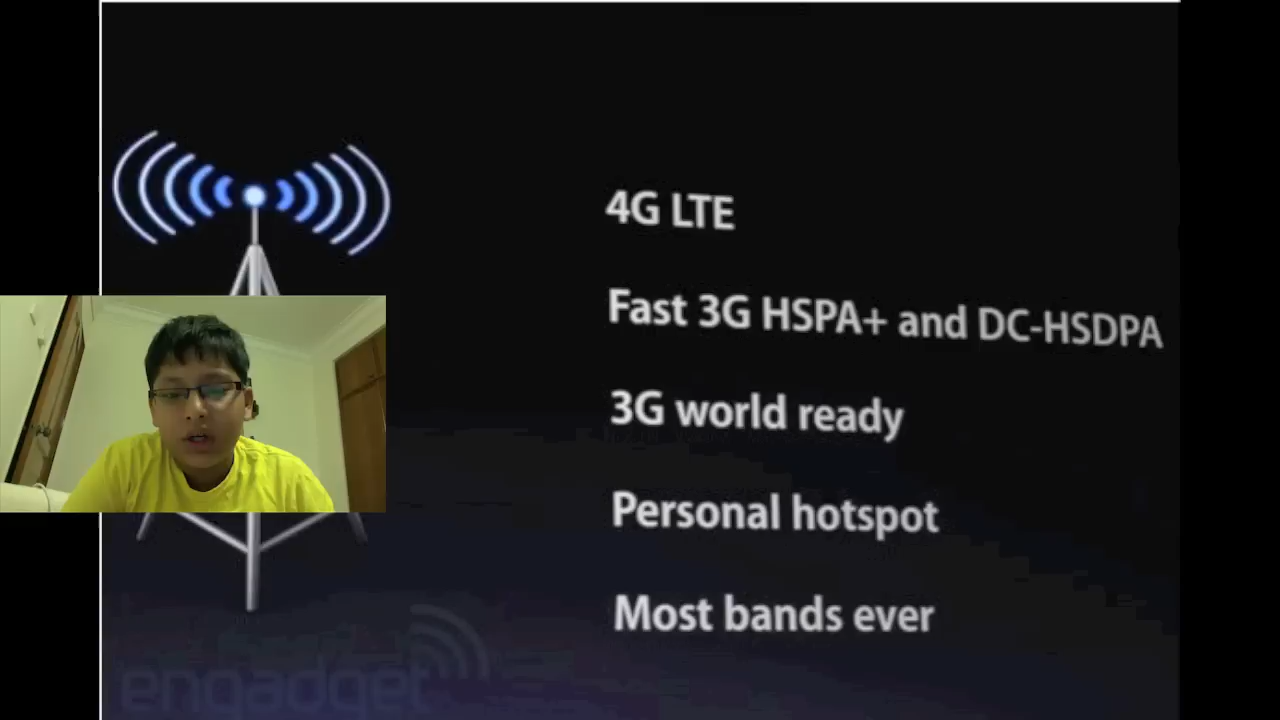 4G LTE
Fast 3G HSPA+ and DC-HSDPA
3G world ready
Personal hotspot
Most bands ever
engadget